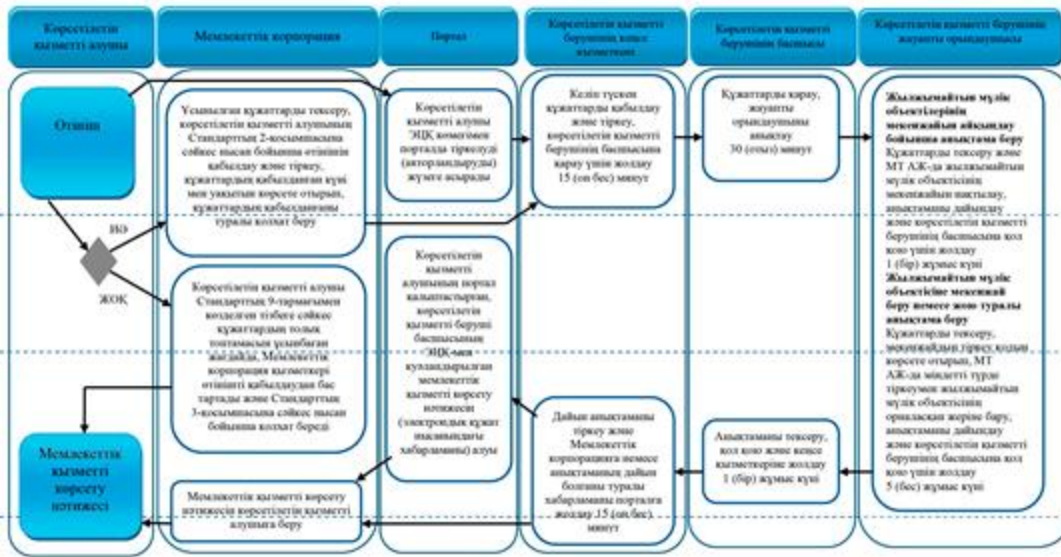 Көрсетілетін
қызметті алушы
Мемлекеттік корпорация
Портал
Көрсетілетін қызметті
берушінің кеңсе
қызметкері
Көрсетілетін қызметті
берушінің басшысы
Көрсетілетін қызметті берушінің
жауапты орындаушысы
Өтініш
ИӘ
ЖОҚ
Мемлекеттік
қызметті
көрсету
нәтижесі
Ұсынылған құжаттарды тексеру,
көрсетілетін қызметті алушының
Стандарттың 2-қосымшасына
сәйкес нысан бойынша өтінішін
қабылдау және тіркеу,
құжаттардың қабылданған күні
мен уақытын көрсете отырып,
құжаттардың қабылданғаны
туралы қолхат беру
Көрсетілетін қызметті алушы
Стандарттың 9-тармағымен
көзделген тізбеге сәйкес
құжаттардың толық
топтамасын ұсынбаған
жағдайда, Мемлекеттік
корпорация қызметкері
өтінішті қабылдаудан бас
тартады және Стандарттың
3-қосымшасына сәйкес нысан
бойынша қолхат береді
Мемлекеттік қызметті көрсету
нәтижесін көрсетілетін қызметті
алушыға беру
Көрсетілетін
қызметті алушы
ЭЦҚ көмегімен
порталда тіркелуді
(авторландыруды)
жүзеге асырады
Көрсетілетін
қызметті
алушының портал
қалыптастырған,
көрсетілетін
қызметті беруші
басшысының
ЭЦҚ-мен
куәландырылған
мемлекеттік
қызметті көрсету
нәтижесін
(электрондық құжат
нысанындағы
хабарламаны) алуы
Келіп түскен
құжаттарды қабылдау
және тіркеу,
көрсетілетін қызметті
берушінің басшысына
қарау үшін жолдау
15 (он бес) минут
Дайын анықтаманы
тіркеу және
Мемлекеттік
корпорацияға немесе
анықтаманың дайын
болғаны туралы
хабарламаны порталға
жолдау 15 (он бес)
минут
Құжаттарды қарау,
жауапты
орындаушыны
анықтау
30 (отыз) минут
Анықтаманы тексеру,
қол қою және кеңсе
қызметкеріне жолдау
1 (бір) жұмыс күні
Жылжымайтын мүлік
объектілерінің
мекенжайын айқындау
бойынша анықтама беру
Құжаттарды тексеру және
МТ АЖ-да жылжымайтын
мүлік объектісінің
мекенжайын нақтылау,
анықтаманы дайындау
және көрсетілетін қызметті
берушінің басшысына қол
қою үшін жолдау
1 (бір) жұмыс күні
Жылжымайтын мүлік
объектісіне мекенжай
беру немесе жою туралы
анықтама беру
Құжаттарды тексеру,
мекенжайдың тіркеу кодын
көрсете отырып, МТ
АЖ-да міндетті түрде
тіркеумен жылжымайтын
мүлік объектісінің
орналасқан жеріне бару,
анықтаманы дайындау
және көрсетілетін қызметті
берушінің басшысына қол
қою үшін жолдау
5 (бес) жұмыс күні